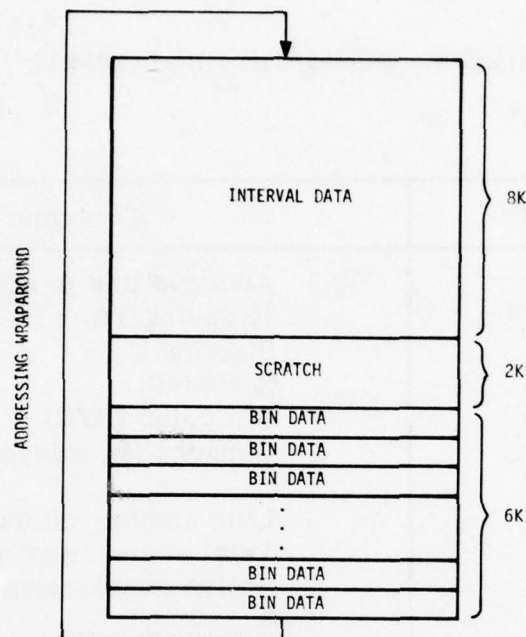 ADDRESSING WRAPAROUND
INTERVAL DATA
8K
SCRATCH
2K
BIN DATA
BIN DATA
BIN DATA
6K
BIN DATA
BIN DATA